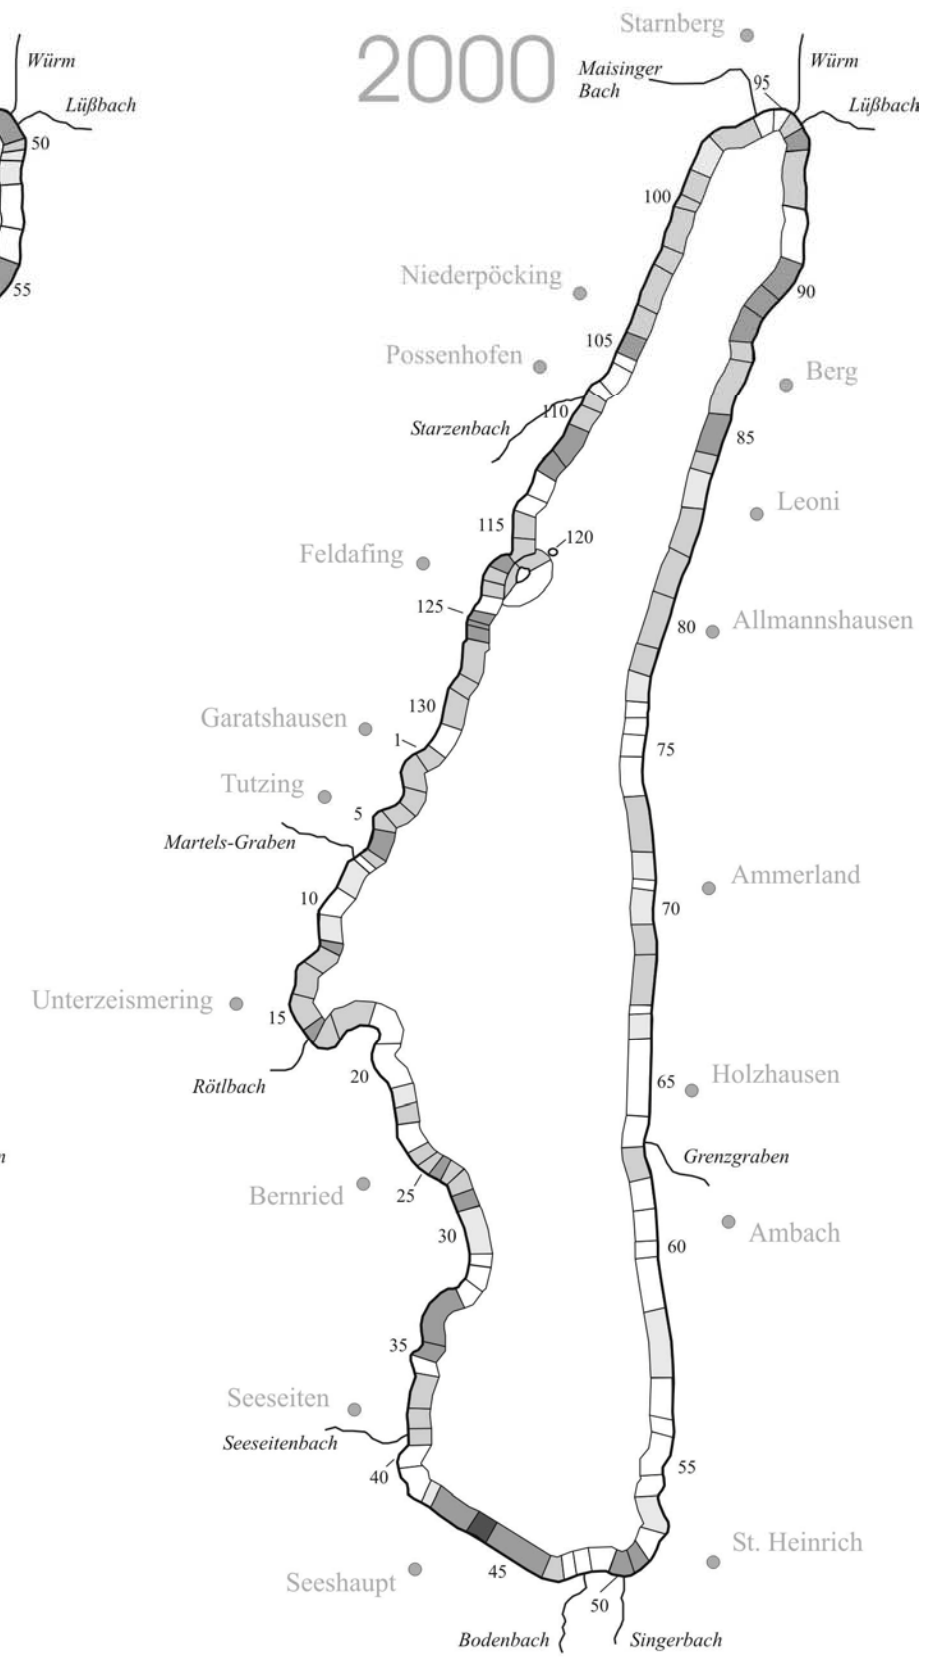 Würm
Lüßbach
50
55
n
2000
Starnberg
Maisinger
Bach
95
Würm
Lüßbach
100
Niederpöcking
90
105
Possenhofen
Berg
110
Starzenbach
85
Leoni
115
120
Feldafing
125
80
Allmannshausen
130
Garatshausen
1
75
Tutzing
5
Martels-Graben
Ammerland
10
70
Unterzeismering
15
Rötlbach
20
65
Holzhausen
Grenzgraben
25
Bernried
30
60
Ambach
35
Seeseiten
Seeseitenbach
40
55
St. Heinrich
45
Seeshaupt
50
Bodenbach
Singerbach